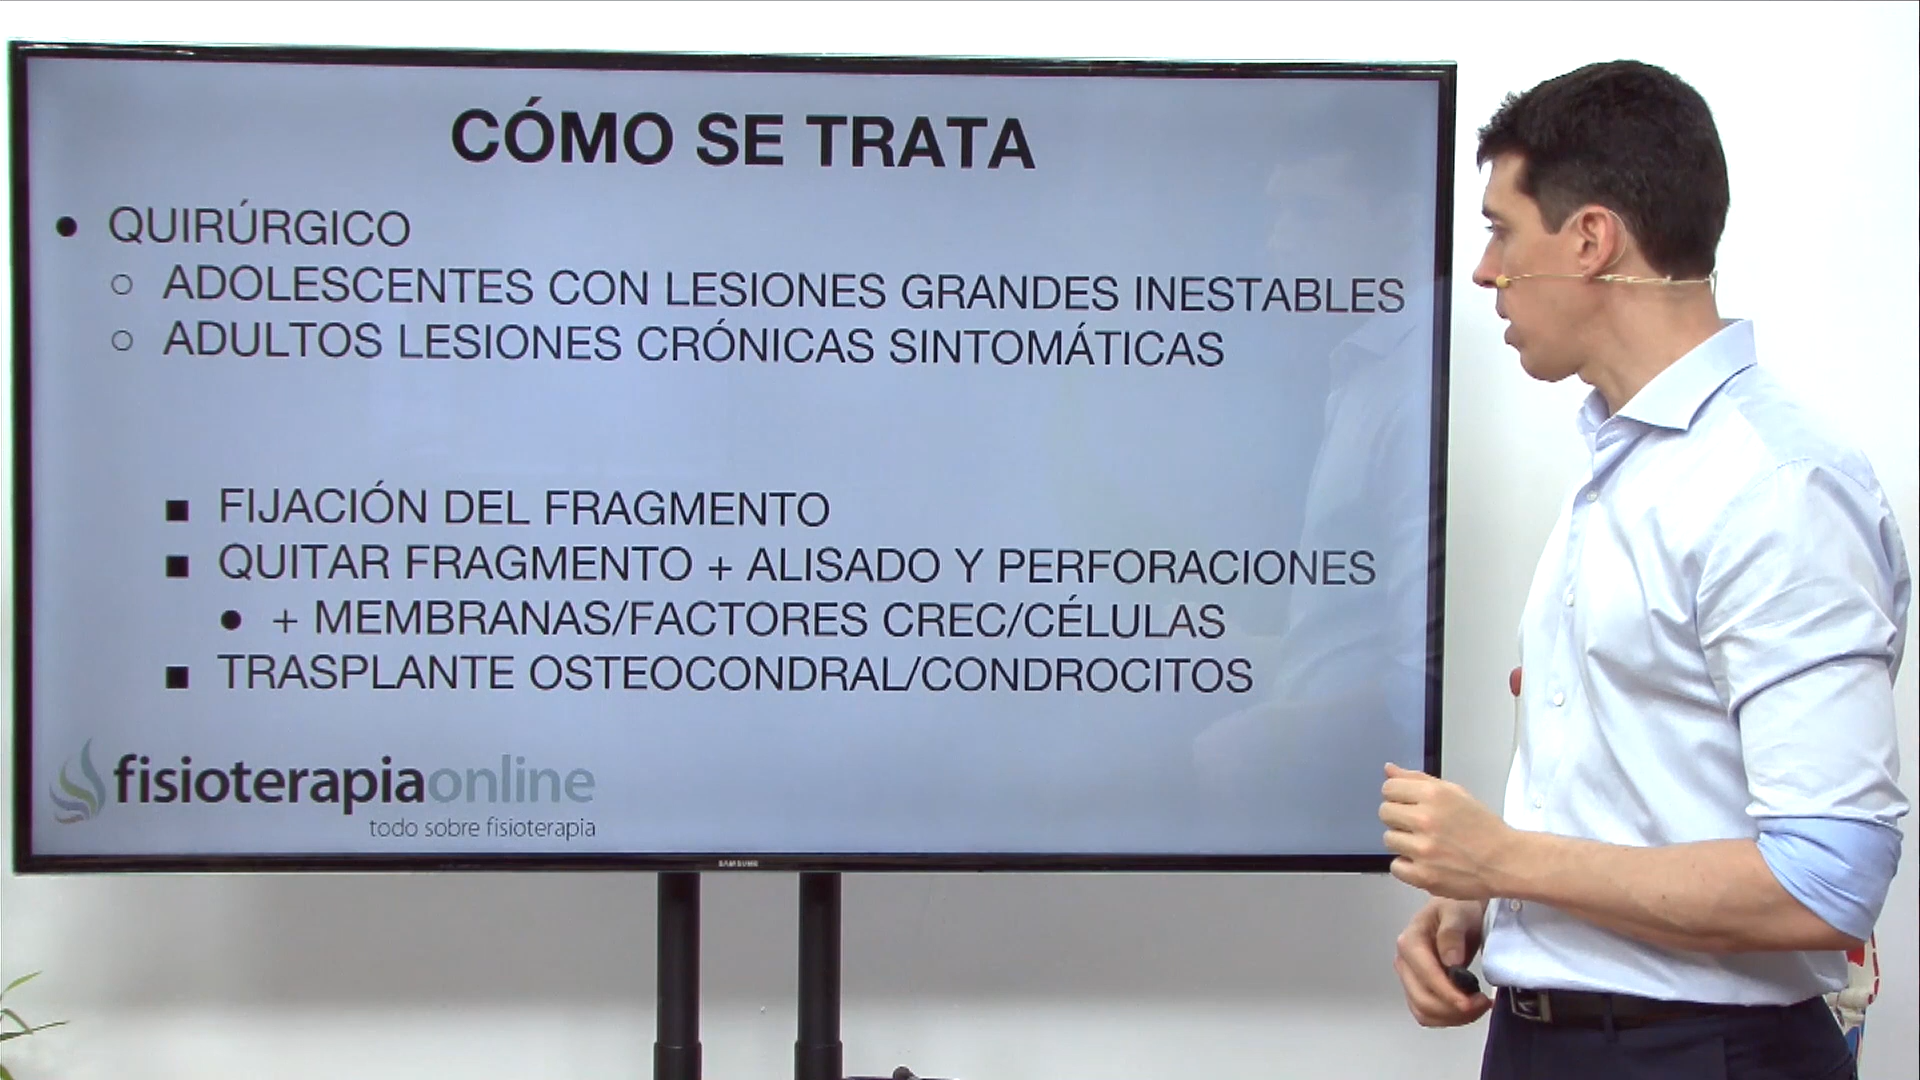 CÓMO SE TRATA
● QUIRÚRGICO
○ ADOLESCENTES CON LESIONES GRANDES INESTABLES
○ ADULTOS LESIONES CRÓNICAS SINTOMÁTICAS
■ FIJACIÓN DEL FRAGMENTO
■ QUITAR FRAGMENTO + ALISADO Y PERFORACIONES
● + MEMBRANAS/FACTORES CREC/CÉLULAS
■ TRASPLANTE OSTEOCONDRAL/CONDROCITOS
fisioterapiaonline
todo sobre fisioterapia
SAMSUNG